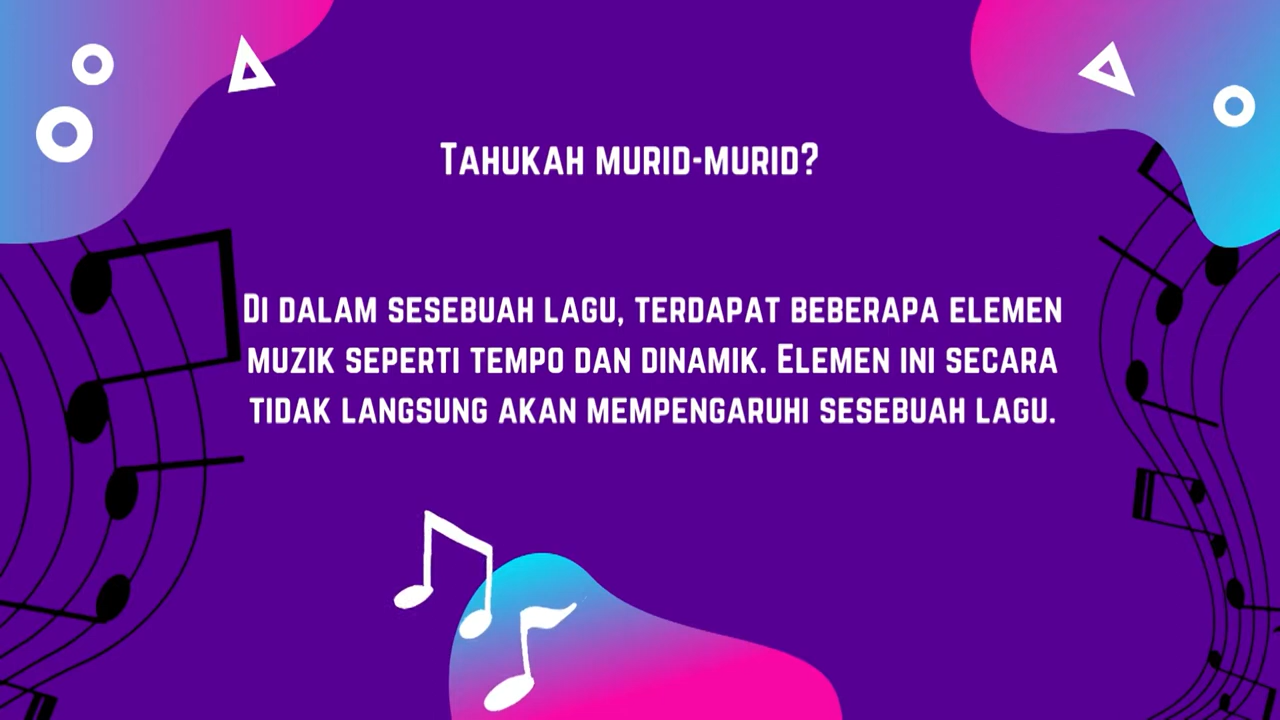 Tahukah murid-murid?
Di dalam sesebuah lagu, terdapat beberapa elemen
muzik seperti tempo dan dinamik. Elemen ini secara
tidak langsung akan mempengaruhi sesebuah lagu.